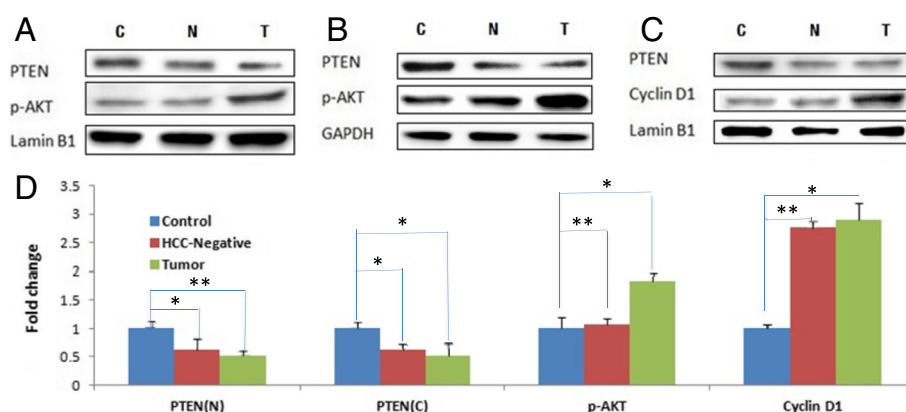 A
C N T
PTEN
p-AKT
Lamin B1
B
C N T
PTEN
p-AKT
GAPDH
C
C N T
PTEN
Cyclin D1
Lamin B1
D
Fold change
3.5
3
2.5
2
1.5
1
0.5
0
Control
HCC-Negative
Tumor
* **
* *
** *
** *
PTEN(N) PTEN(C) p-AKT Cyclin D1